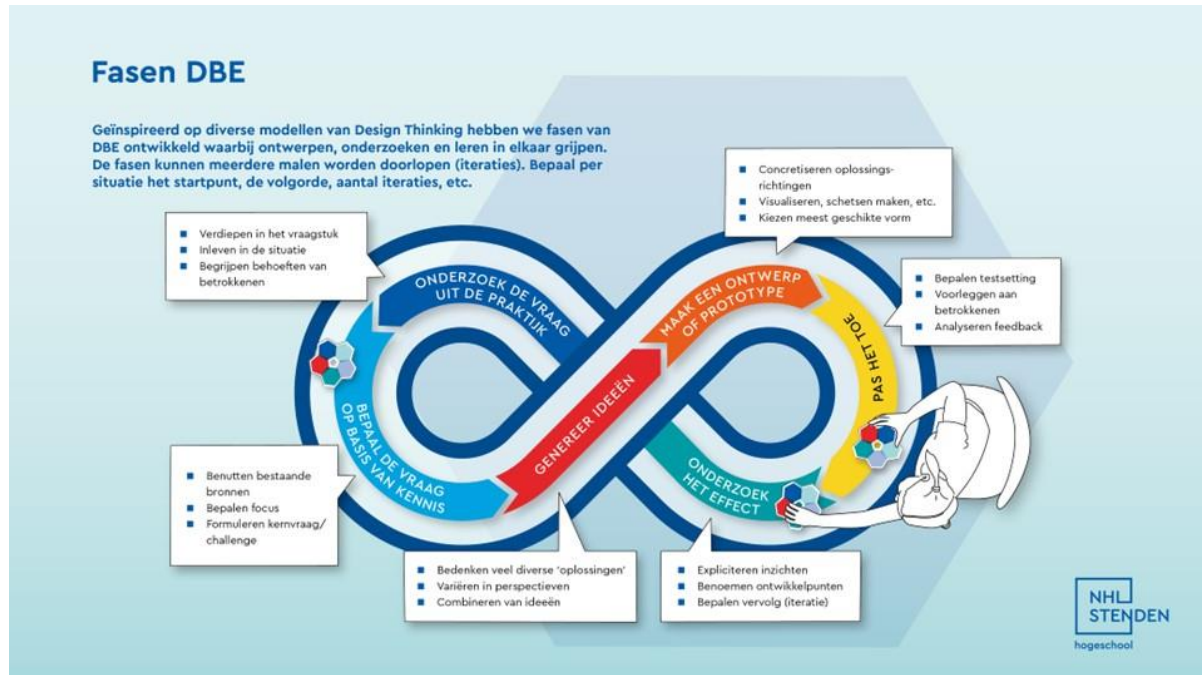 Fasen DBE
Geïnspireerd op diverse modellen van Design Thinking hebben we fasen van
DBE ontwikkeld waarbij ontwerpen, onderzoeken en leren in elkaar grijpen.
De fasen kunnen meerdere malen worden doorlopen (iteraties). Bepaal per
situatie het startpunt, de volgorde, aantal iteraties, etc.
Verdiepen in het vraagstuk
Inleven in de situatie
Begrijpen behoeften van
betrokkenen
ONDERZOEK DE VRAAG
UIT DE PRAKTIJK
BEPAAL DE VRAAG
OP BASIS VAN KENNIS
Benutten bestaande
bronnen
Bepalen focus
Formuleren kernvraag/
challenge
GENEREER IDEEËN
Bedenken veel diverse 'oplossingen'
Variëren in perspectieven
Combineren van ideeën
MAAK EEN ONTWERP
OF PROTOTYPE
Concretiseren oplossings-
richtingen
Visualiseren, schetsen maken, etc.
Kiezen meest geschikte vorm
PAS HET TOE
Bepalen testsetting
Voorleggen aan
betrokkenen
Analyseren feedback
ONDERZOEK
HET EFFECT
Expliciteren inzichten
Benoemen ontwikkelpunten
Bepalen vervolg (iteratie)
NHL
STENDEN
hogeschool